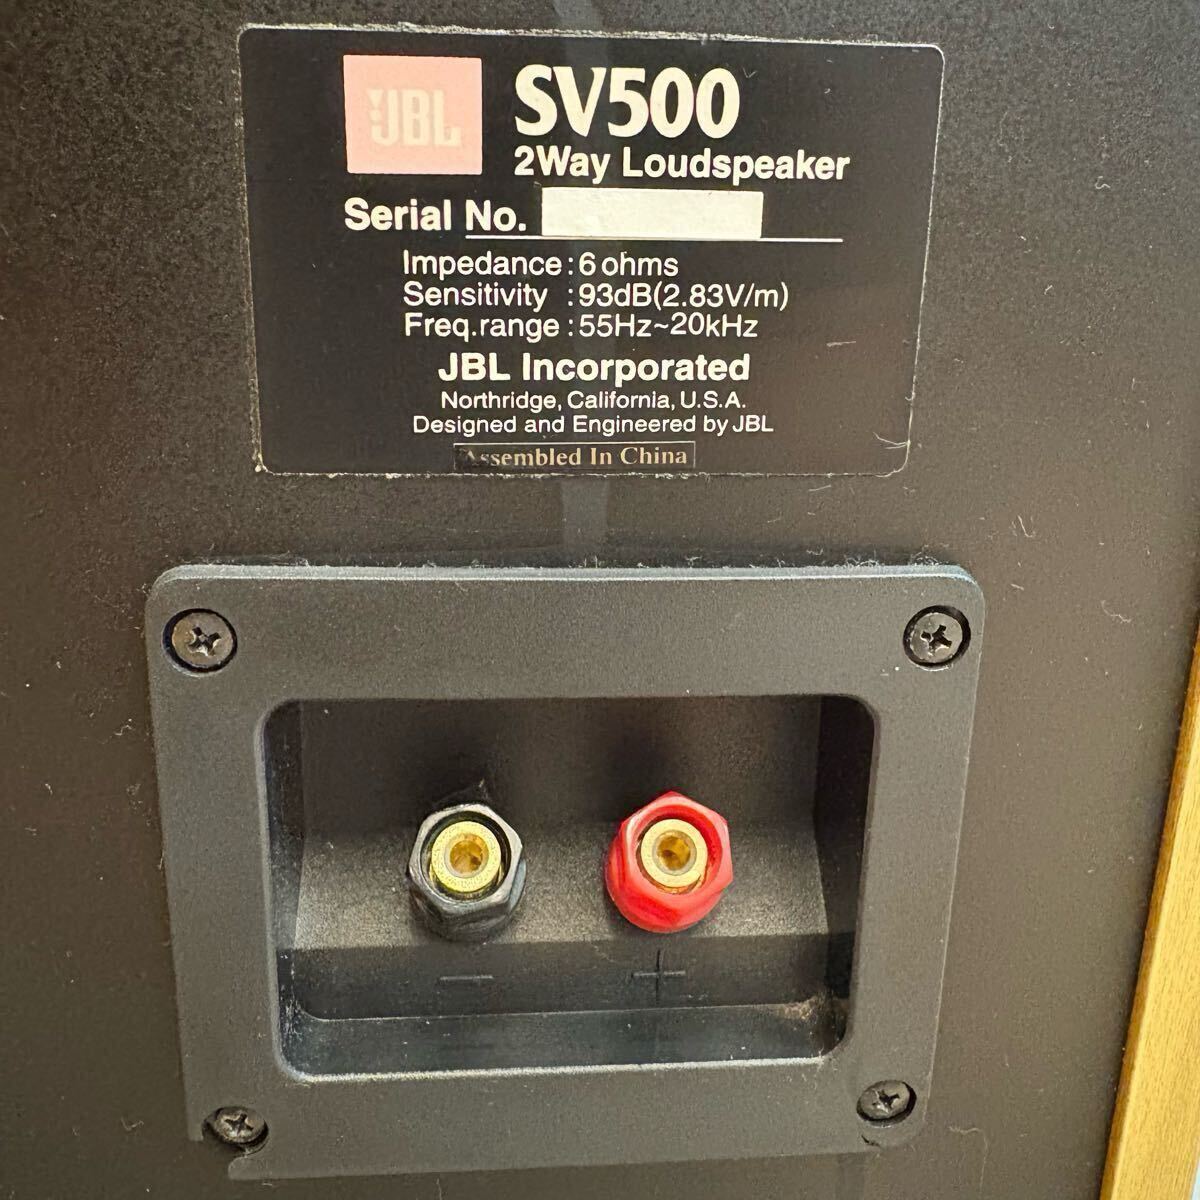 JBL
SV500
2Way Loudspeaker
Serial No.
Impedance : 6 ohms
Sensitivity : 93dB(2.83V/m)
Freq.range : 55Hz~20kHz
JBL Incorporated
Northridge, California, U.S.A.
Designed and Engineered by JBL
Assembled In China
− +